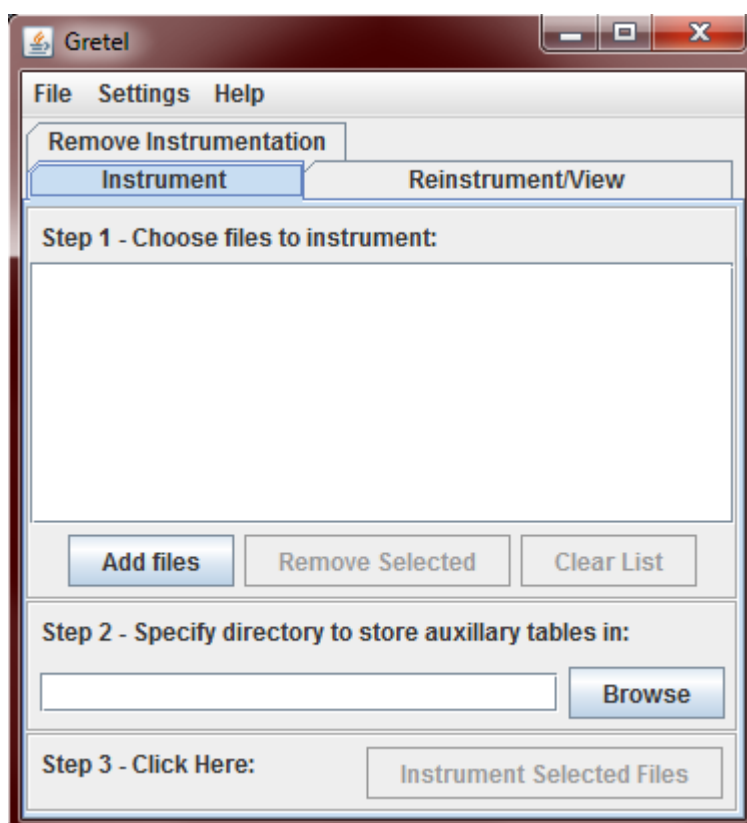 Gretel
File Settings Help
Remove Instrumentation
Instrument Reinstrument/View
Step 1 - Choose files to instrument:
Add files Remove Selected Clear List
Step 2 - Specify directory to store auxillary tables in:
Browse
Step 3 - Click Here: Instrument Selected Files